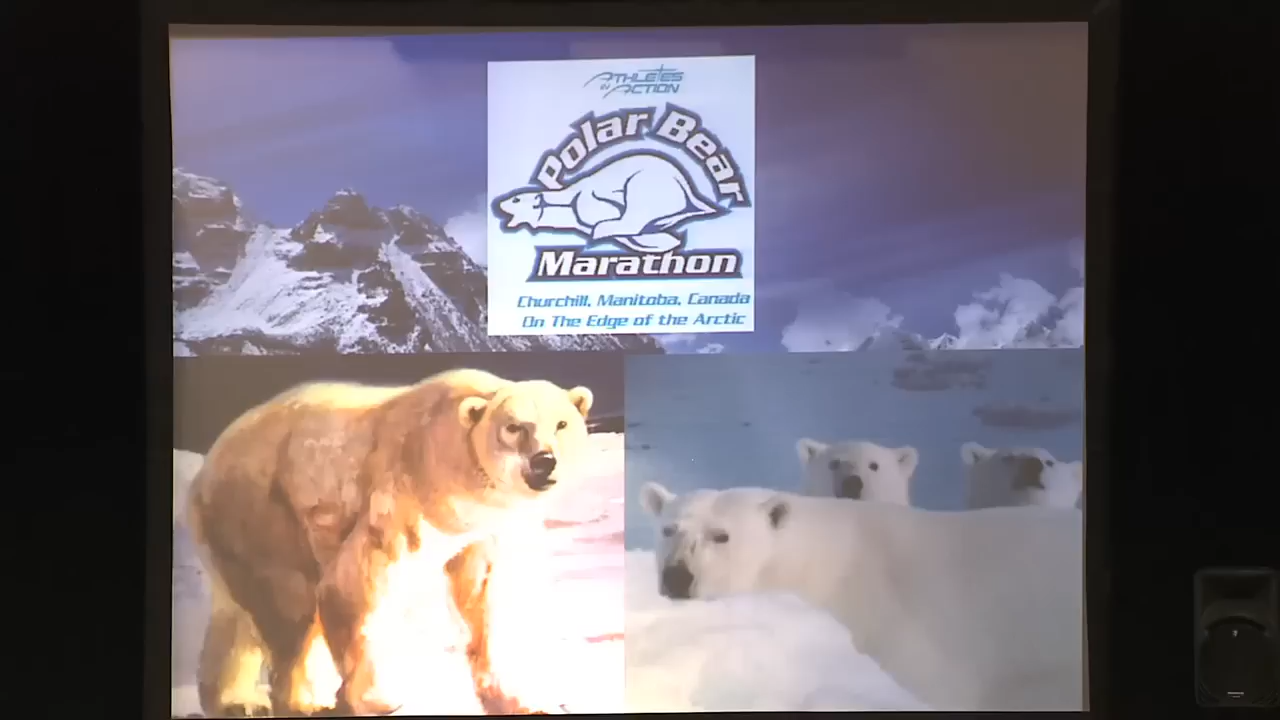 ATHLETES
IN ACTION
Polar Bear
Marathon
Churchill, Manitoba, Canada
On The Edge of the Arctic